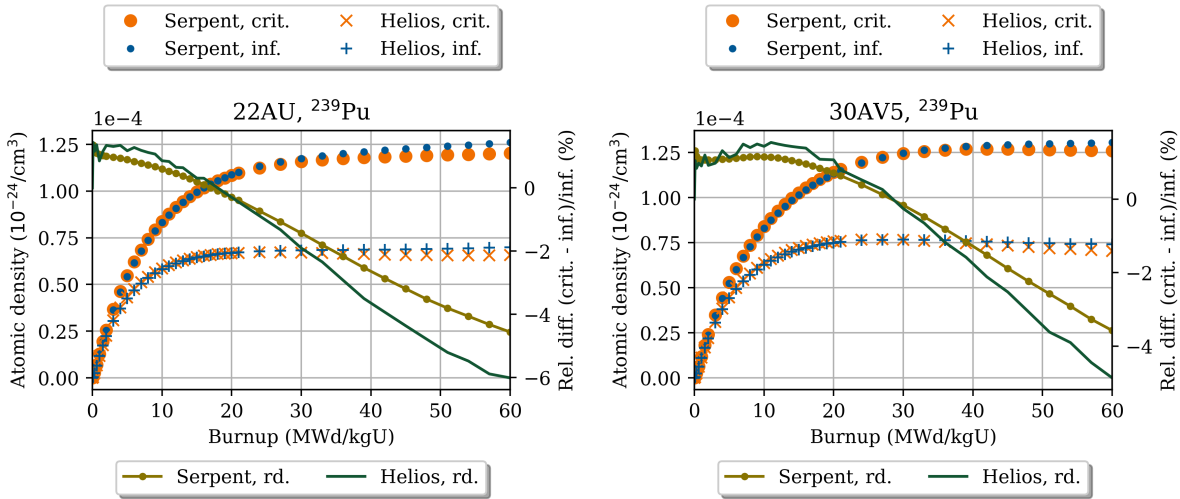 Serpent, crit. Helios, crit.
Serpent, inf. Helios, inf.
22AU, ²³⁹Pu
1e−4
Atomic density (10⁻²⁴/cm³)
1.25
1.00
0.75
0.50
0.25
0.00
0
−2
−4
−6
Rel. diff. (crit. - inf.)/inf. (%)
0 10 20 30 40 50 60
Burnup (MWd/kgU)
Serpent, rd. Helios, rd.
Serpent, crit. Helios, crit.
Serpent, inf. Helios, inf.
30AV5, ²³⁹Pu
1e−4
Atomic density (10⁻²⁴/cm³)
1.25
1.00
0.75
0.50
0.25
0.00
0
−2
−4
Rel. diff. (crit. - inf.)/inf. (%)
0 10 20 30 40 50 60
Burnup (MWd/kgU)
Serpent, rd. Helios, rd.